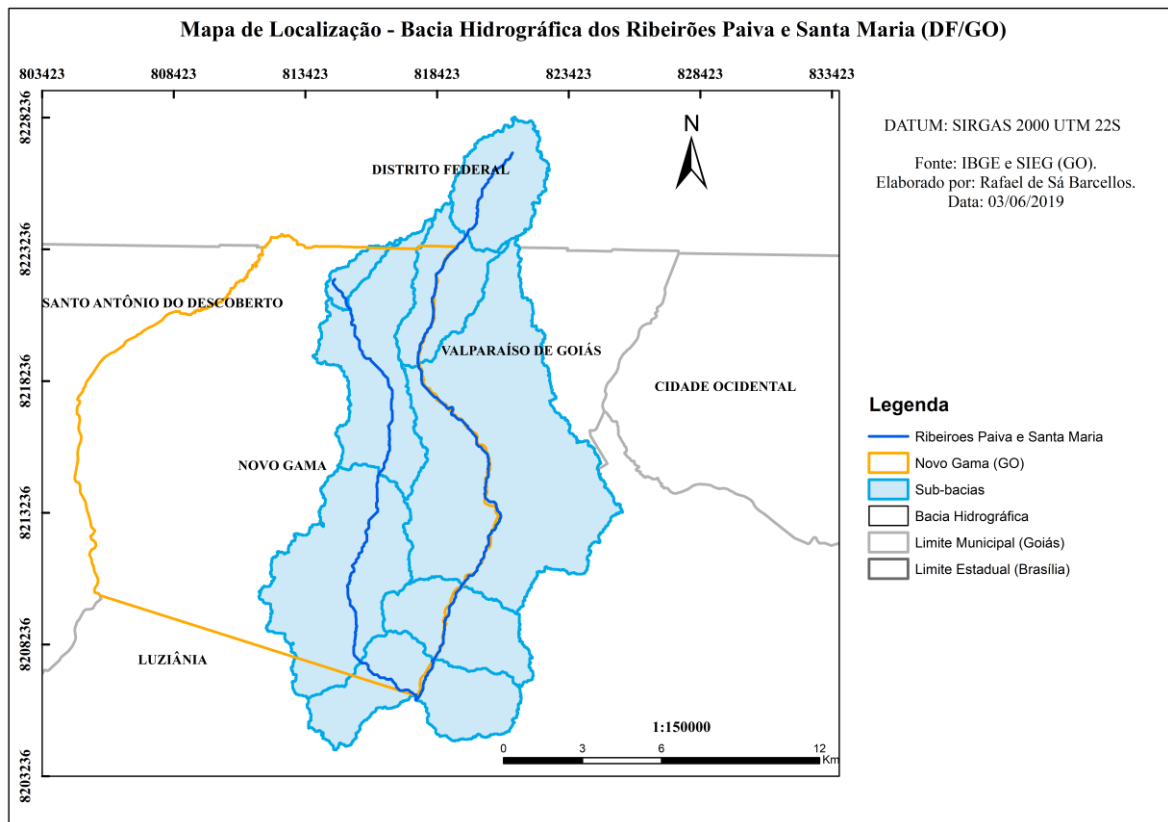 Mapa de Localização - Bacia Hidrográfica dos Ribeirões Paiva e Santa Maria (DF/GO)
803423 808423 813423 818423 823423 828423 833423
8228236
8223236
8218236
8213236
8208236
8203236
N
DISTRITO FEDERAL
SANTO ANTÔNIO DO DESCOBERTO
VALPARAÍSO DE GOIÁS
CIDADE OCIDENTAL
NOVO GAMA
LUZIÂNIA
1:150000
0 3 6 12
Km
DATUM: SIRGAS 2000 UTM 22S
Fonte: IBGE e SIEG (GO).
Elaborado por: Rafael de Sá Barcellos.
Data: 03/06/2019
Legenda
Ribeiroes Paiva e Santa Maria
Novo Gama (GO)
Sub-bacias
Bacia Hidrográfica
Limite Municipal (Goiás)
Limite Estadual (Brasília)